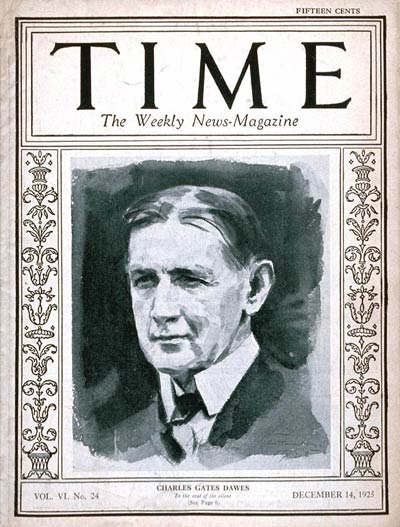 FIFTEEN CENTS
TIME
The Weekly News-Magazine
CHARLES GATES DAWES
To the seat of the silent
(See Page 6)
VOL. VI. No. 24
DECEMBER 14, 1925